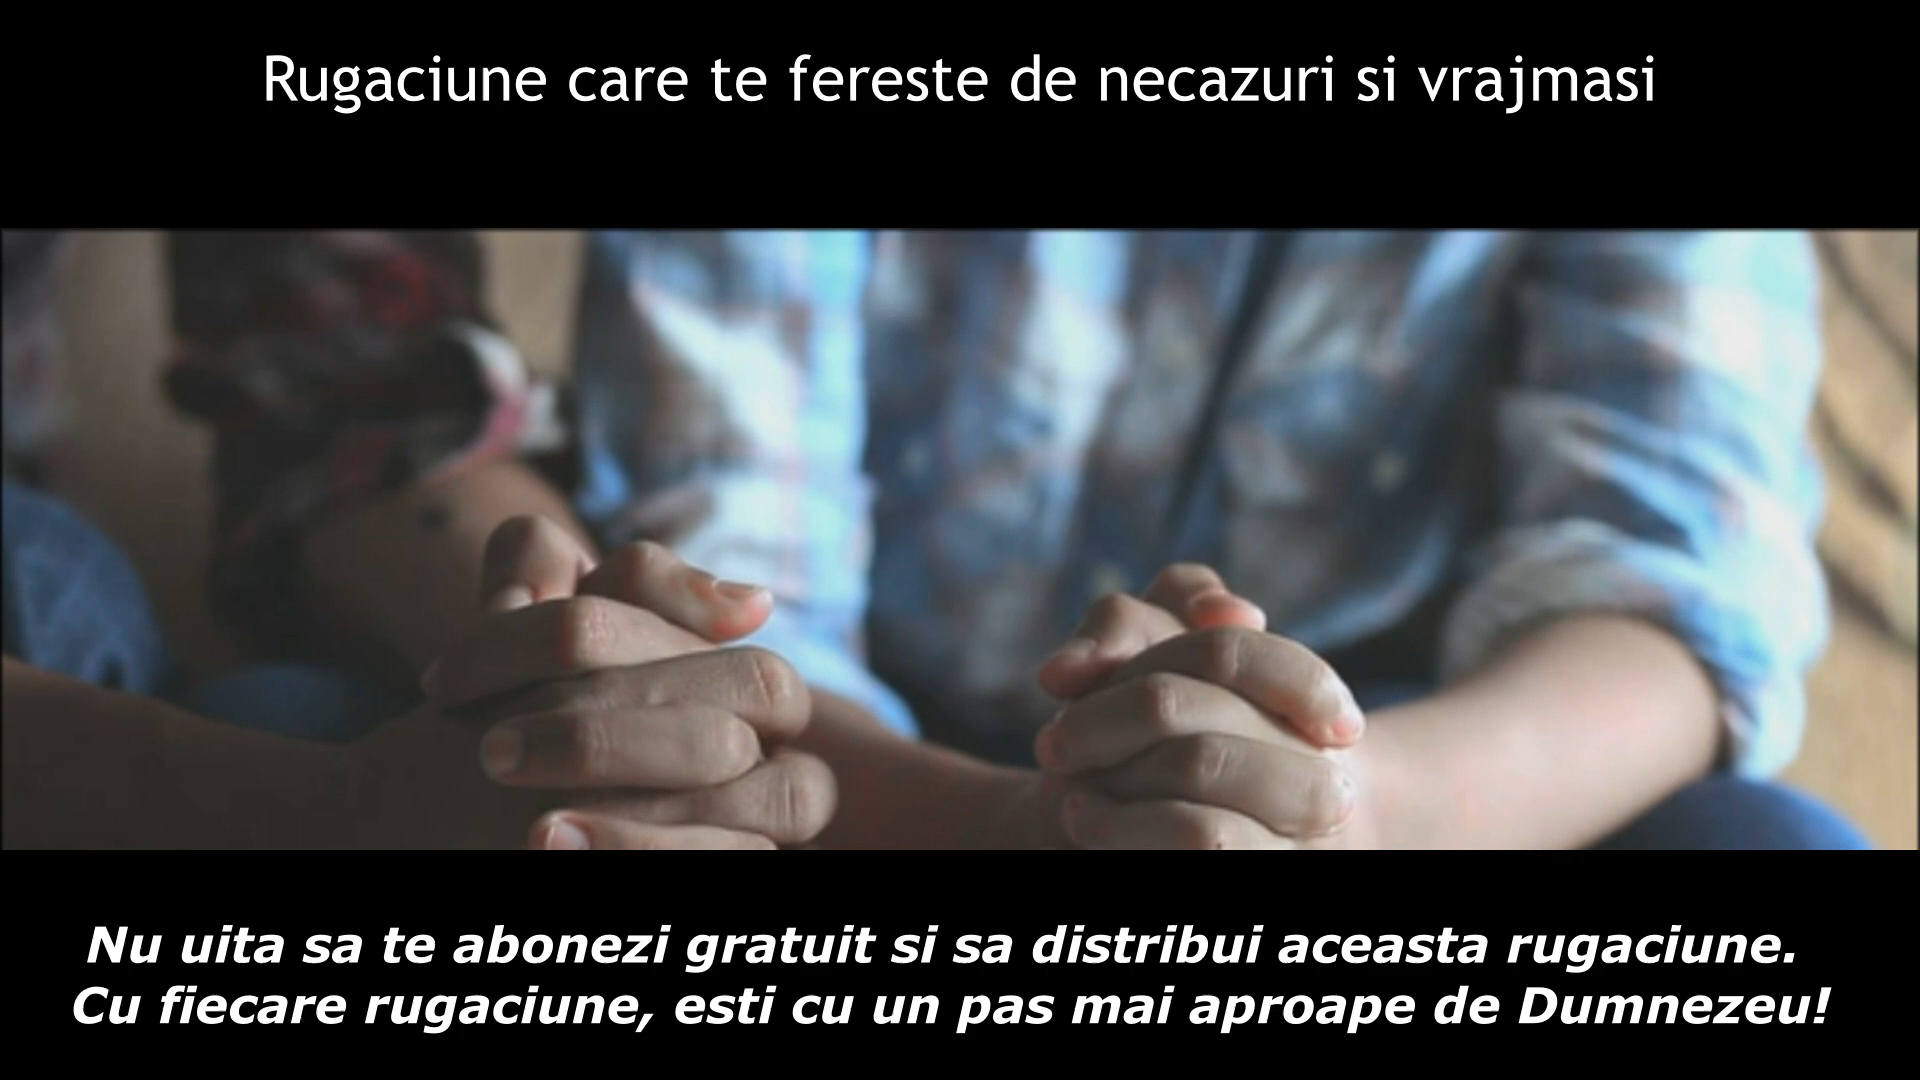 Rugaciune care te fereste de necazuri si vrajmasi
Nu uita sa te abonezi gratuit si sa distribui aceasta rugaciune.
Cu fiecare rugaciune, esti cu un pas mai aproape de Dumnezeu!